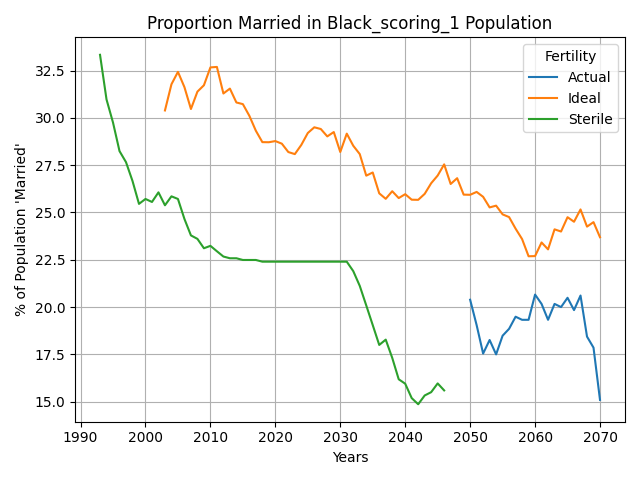 Proportion Married in Black_scoring_1 Population
% of Population 'Married'
32.5
30.0
27.5
25.0
22.5
20.0
17.5
15.0
Fertility
Actual
Ideal
Sterile
1990 2000 2010 2020 2030 2040 2050 2060 2070
Years